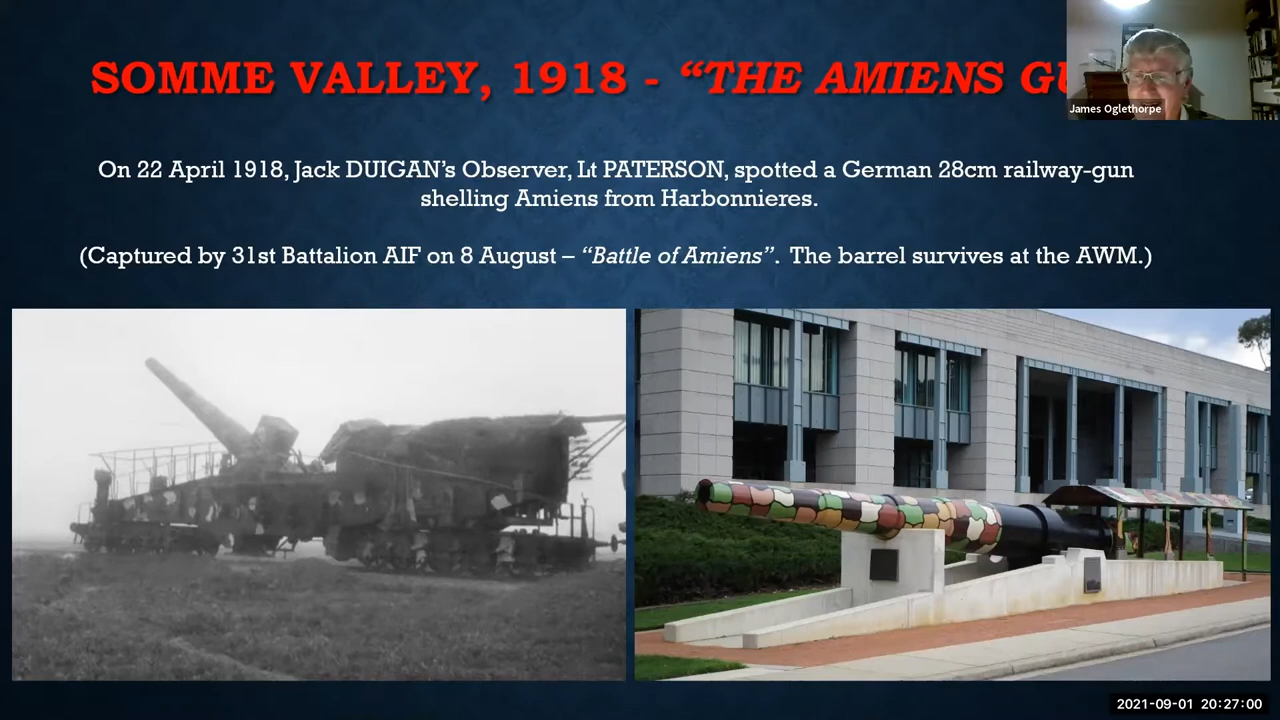 SOMME VALLEY, 1918 - “THE AMIENS
James Oglethorpe
On 22 April 1918, Jack DUIGAN’s Observer, Lt PATERSON, spotted a German 28cm railway-gun
shelling Amiens from Harbonnieres.
(Captured by 31st Battalion AIF on 8 August – “Battle of Amiens”. The barrel survives at the AWM.)
2021-09-01 20:27:00